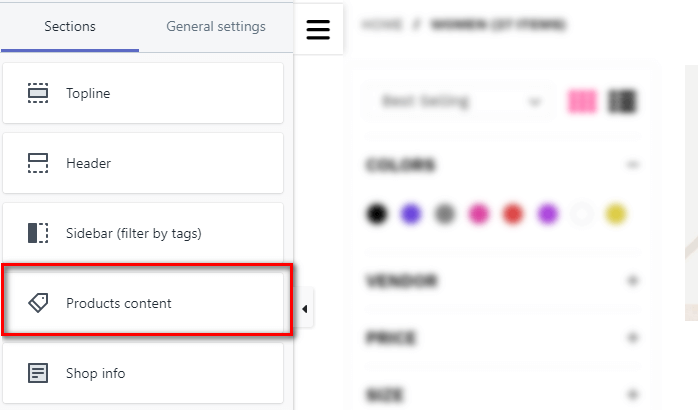 Sections
General settings
Topline
Header
Sidebar (filter by tags)
Products content
Shop info
HOME / WOMEN (27 ITEMS)
Best Selling
COLORS
VENDOR
PRICE
SIZE